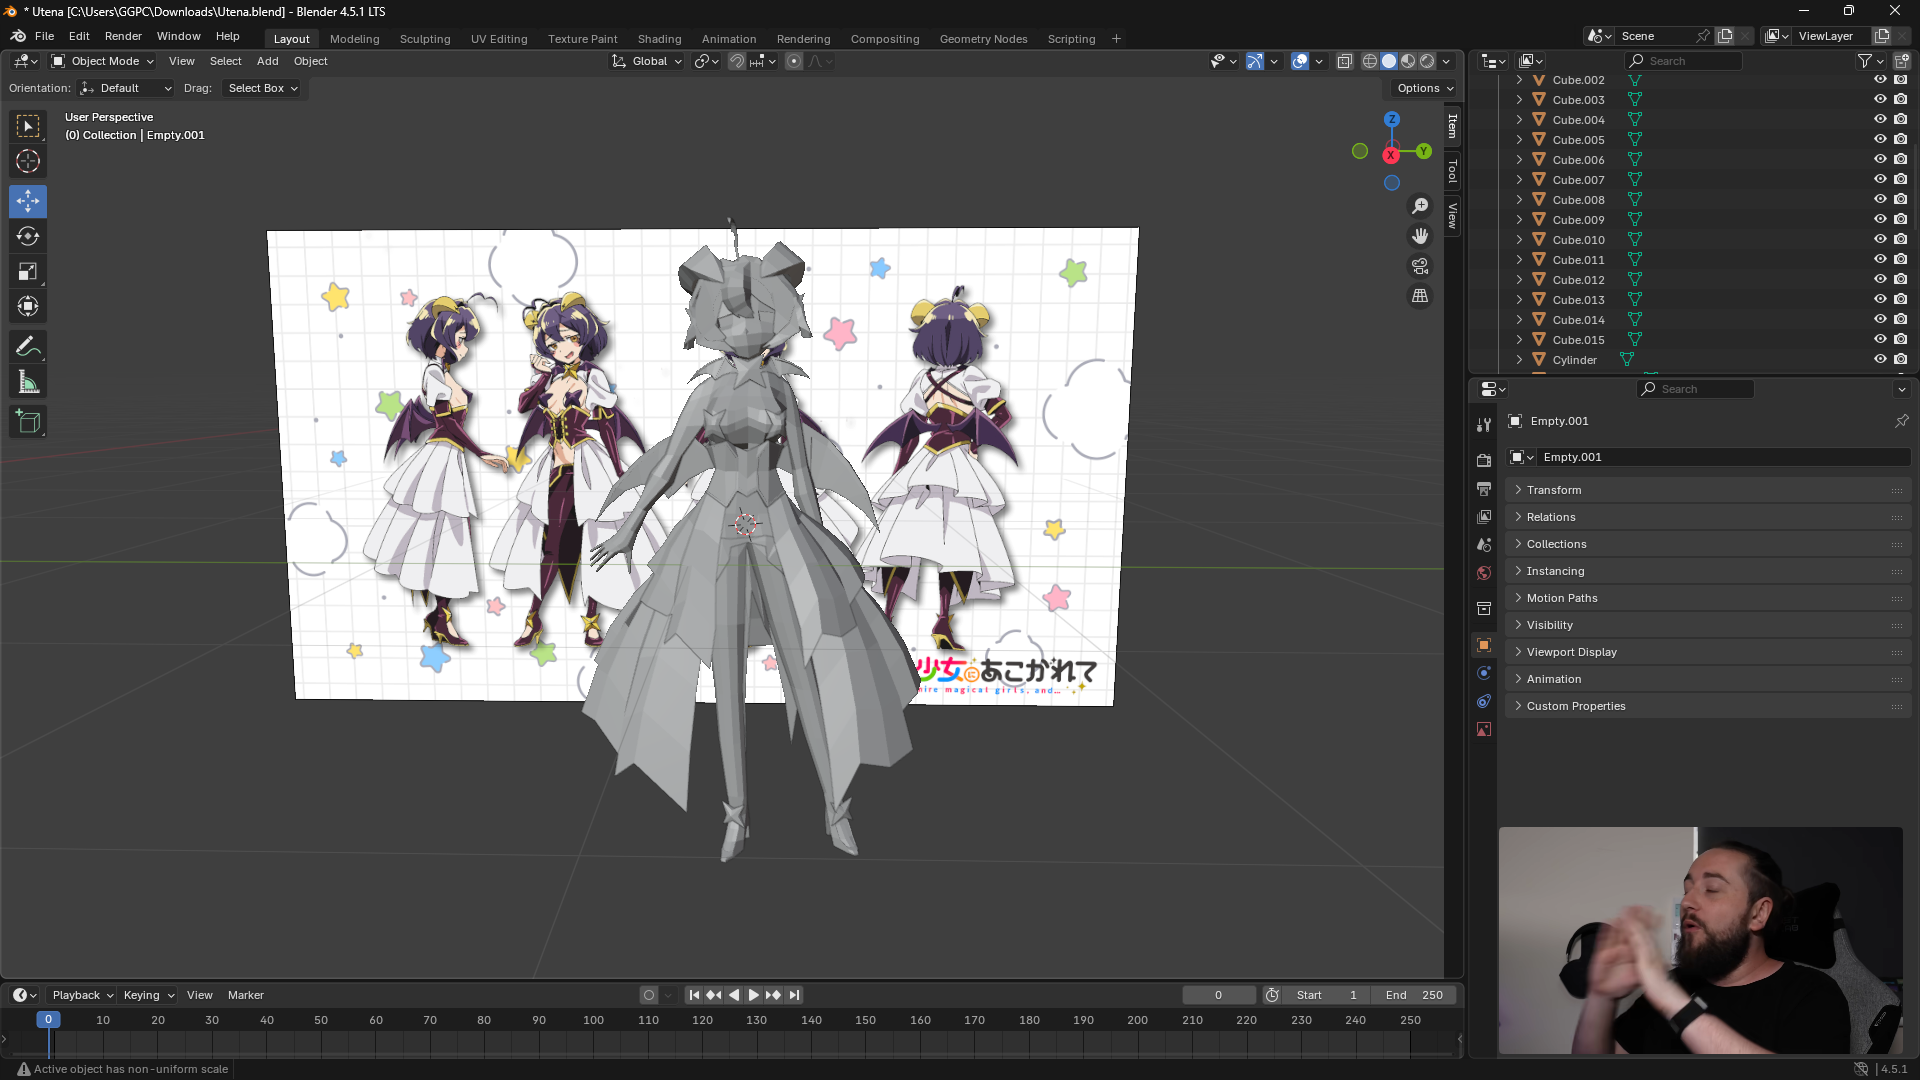 * Utena [C:\Users\GGPC\Downloads\Utena.blend] - Blender 4.5.1 LTS
File Edit Render Window Help
Layout Modeling Sculpting UV Editing Texture Paint Shading Animation Rendering Compositing Geometry Nodes Scripting +
Scene
ViewLayer
Object Mode View Select Add Object
Global
Orientation: Default Drag: Select Box
Options
User Perspective
(0) Collection | Empty.001
Z
X
Y
Item
Tool
View
少女にあこがれて
mire magical girls, and...
Search
Cube.002
Cube.003
Cube.004
Cube.005
Cube.006
Cube.007
Cube.008
Cube.009
Cube.010
Cube.011
Cube.012
Cube.013
Cube.014
Cube.015
Cylinder
Search
Empty.001
Empty.001
Transform
Relations
Collections
Instancing
Motion Paths
Visibility
Viewport Display
Animation
Custom Properties
Playback Keying View Marker
0
Start 1
End 250
0 10 20 30 40 50 60 70 80 90 100 110 120 130 140 150 160 170 180 190 200 210 220 230 240 250
Active object has non-uniform scale
4.5.1